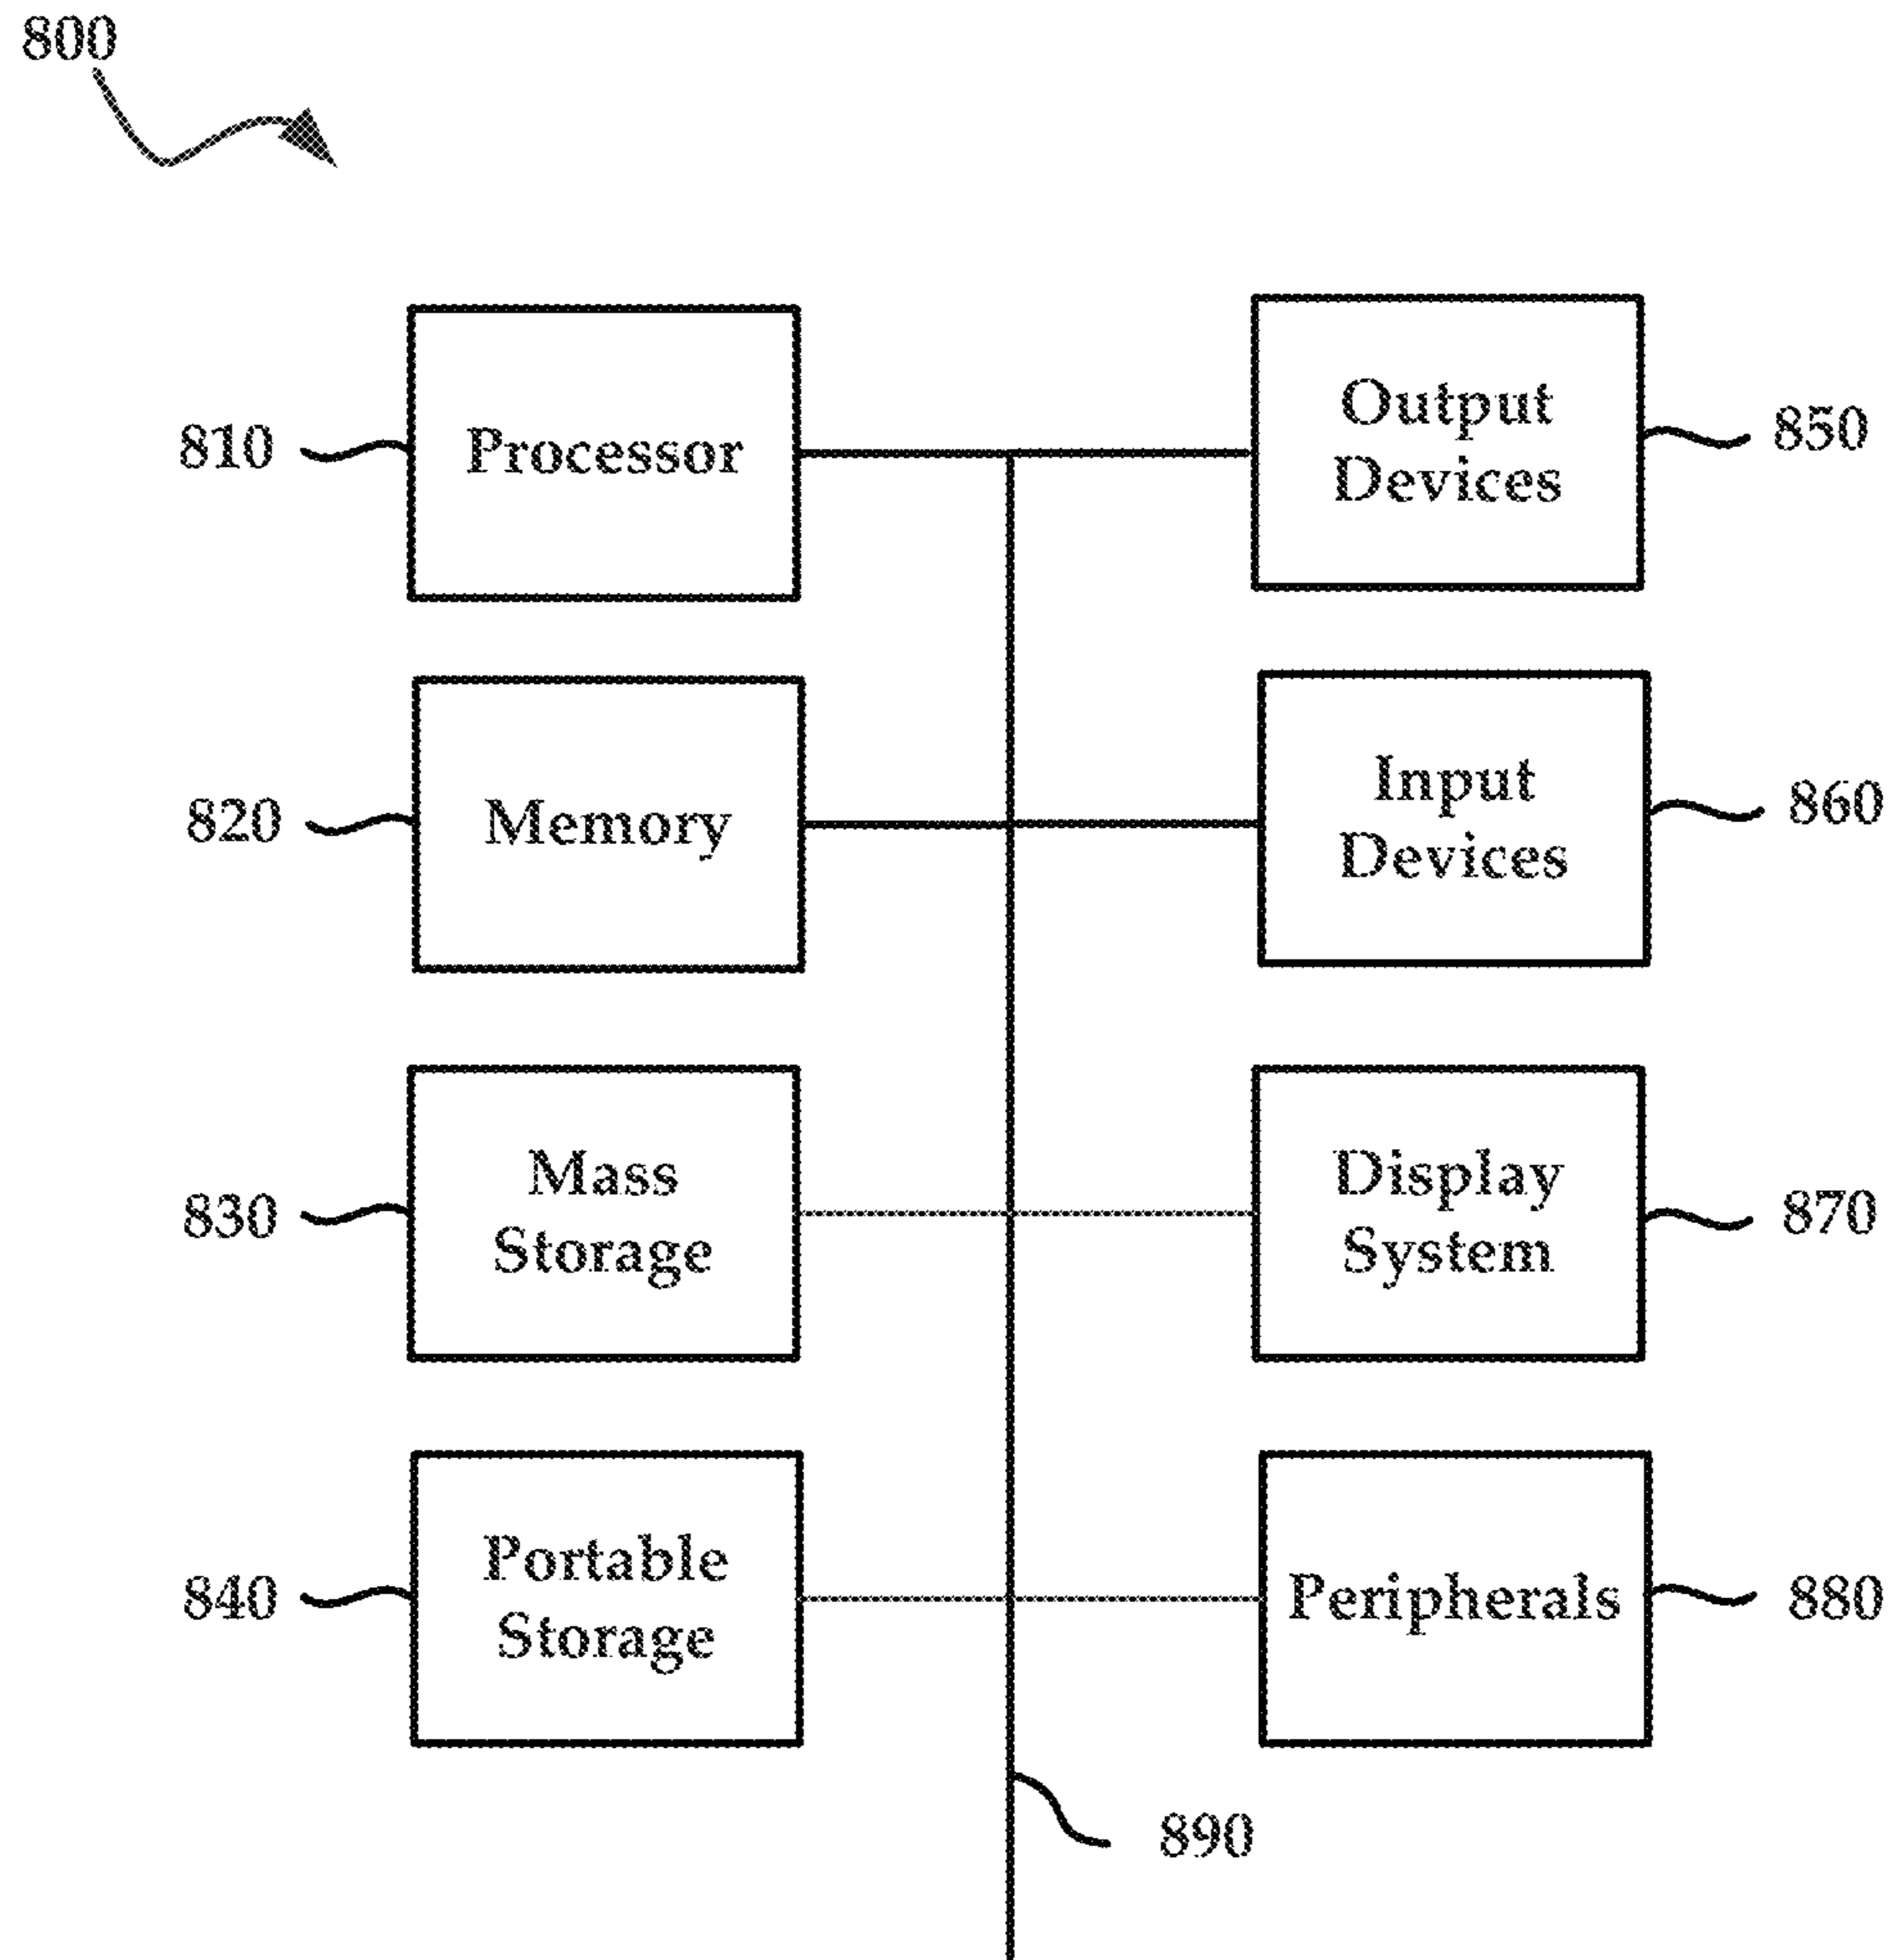 800
810
Processor
Output
Devices
850
820
Memory
Input
Devices
860
830
Mass
Storage
Display
System
870
840
Portable
Storage
Peripherals
880
890